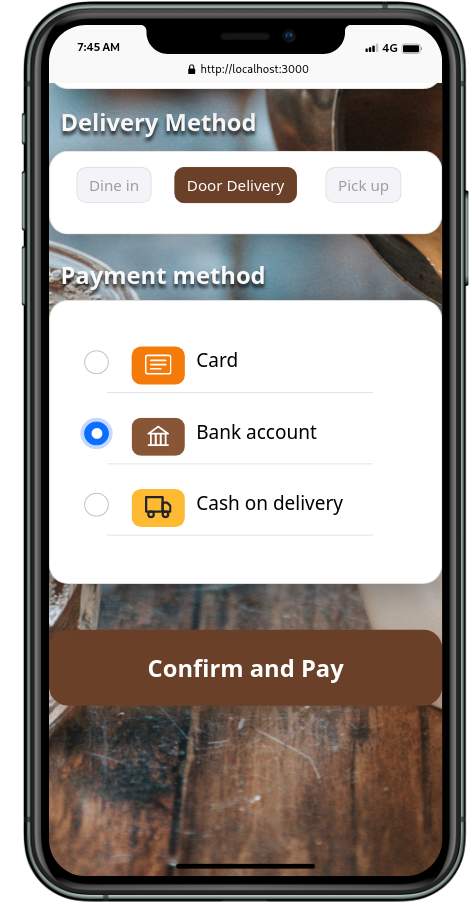 7:45 AM
4G
http://localhost:3000
Delivery Method
Dine in
Door Delivery
Pick up
Payment method
Card
Bank account
Cash on delivery
Confirm and Pay